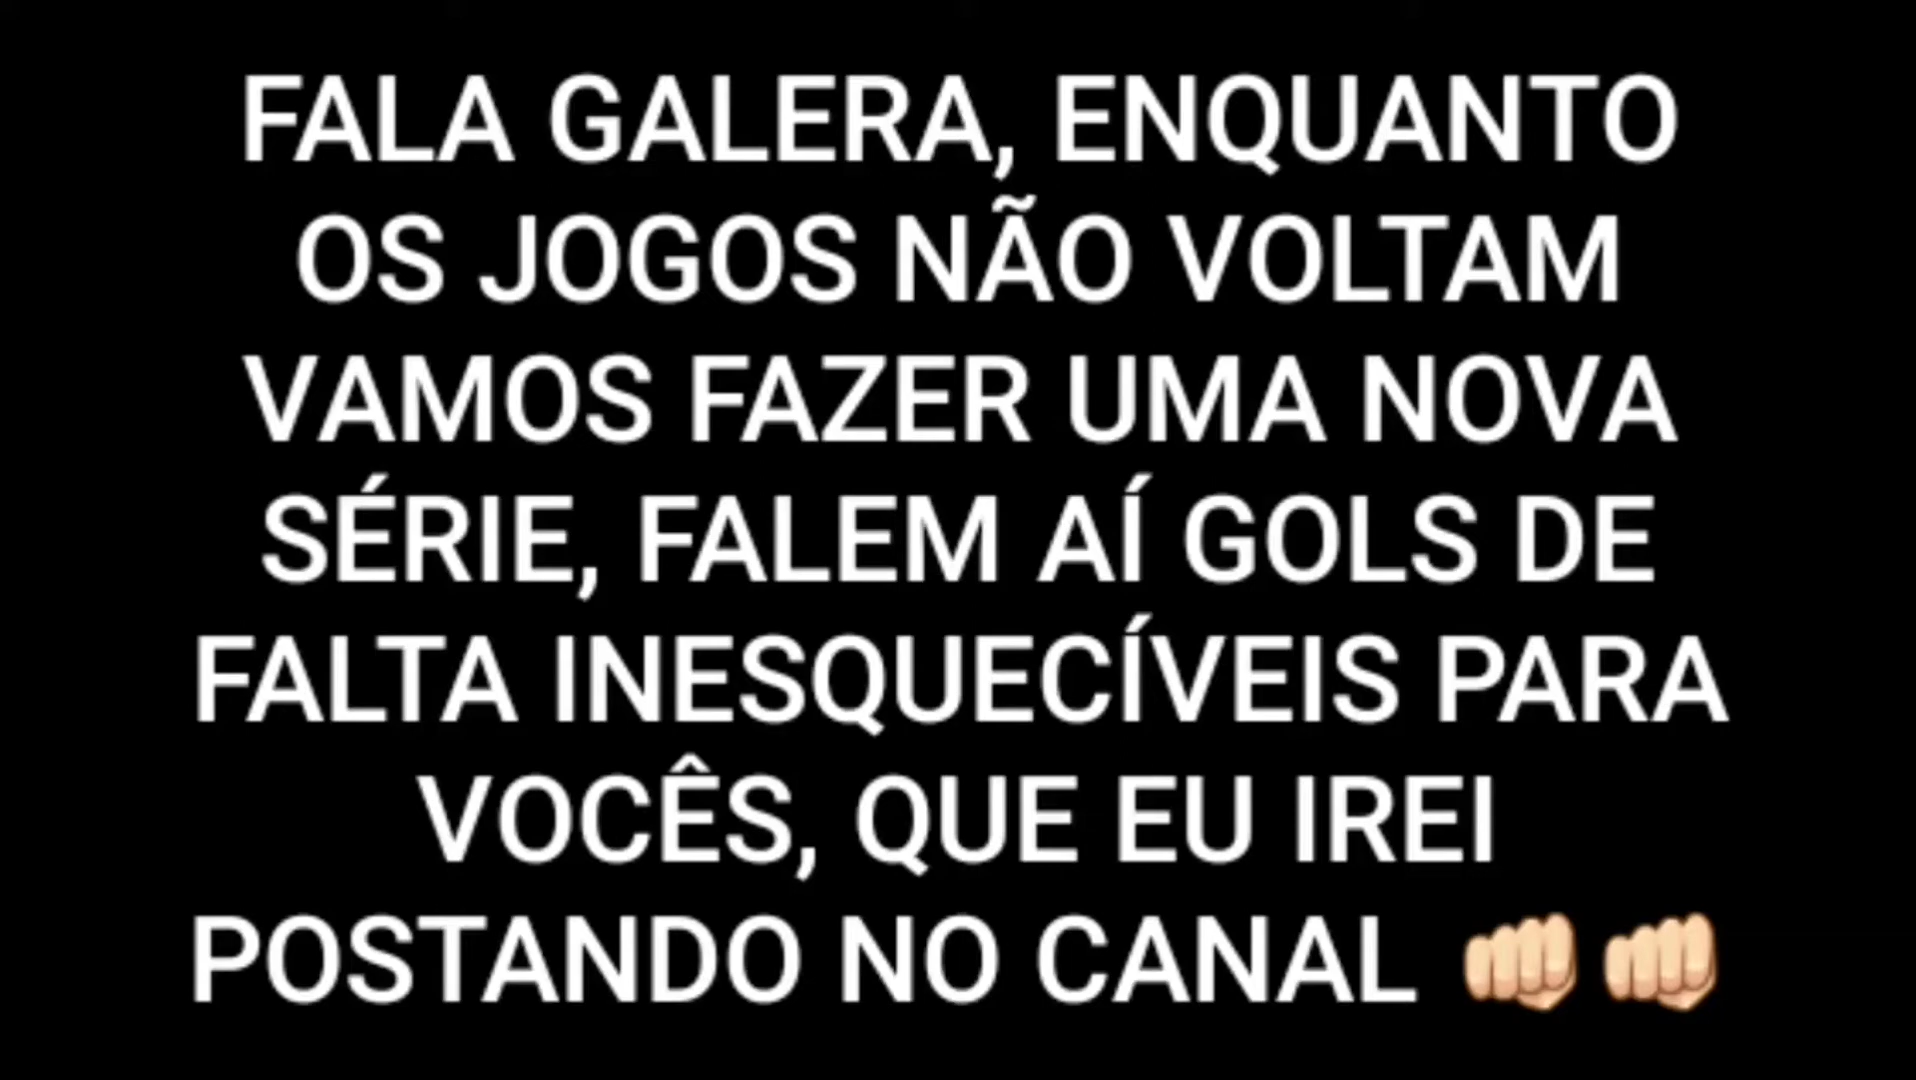 FALA GALERA, ENQUANTO
OS JOGOS NÃO VOLTAM
VAMOS FAZER UMA NOVA
SÉRIE, FALEM AÍ GOLS DE
FALTA INESQUECÍVEIS PARA
VOCÊS, QUE EU IREI
POSTANDO NO CANAL 👊🏼👊🏼